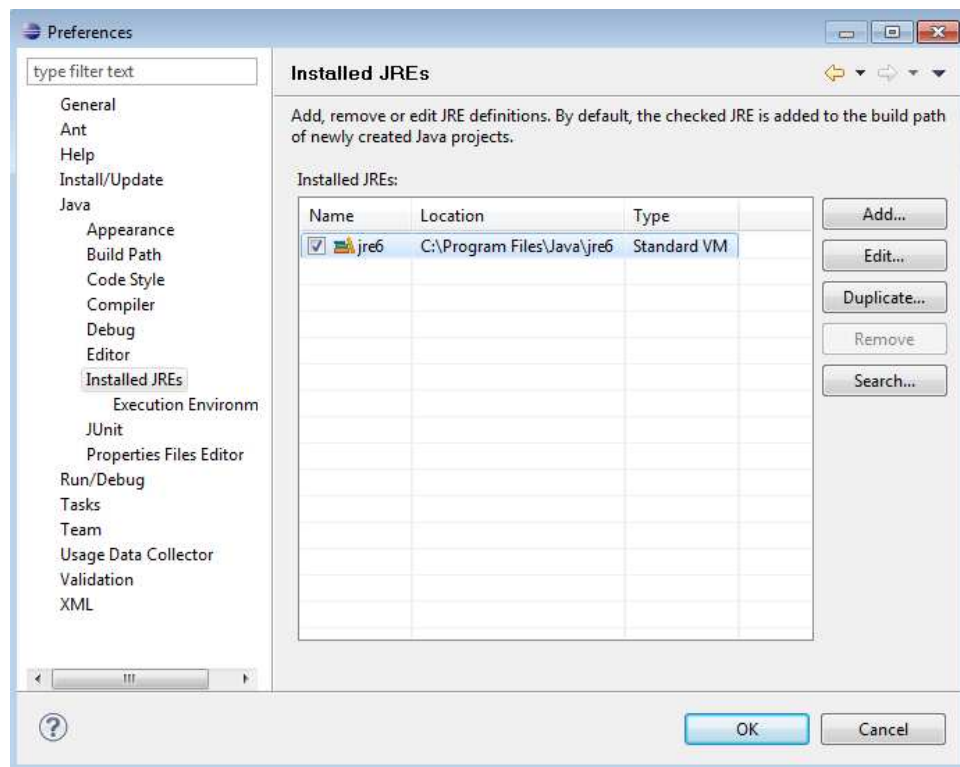 Preferences
type filter text
General
Ant
Help
Install/Update
Java
Appearance
Build Path
Code Style
Compiler
Debug
Editor
Installed JREs
Execution Environm
JUnit
Properties Files Editor
Run/Debug
Tasks
Team
Usage Data Collector
Validation
XML
Installed JREs
Add, remove or edit JRE definitions. By default, the checked JRE is added to the build path
of newly created Java projects.
Installed JREs:
Name Location Type
jre6 C:\Program Files\Java\jre6 Standard VM
Add...
Edit...
Duplicate...
Remove
Search...
?
OK Cancel